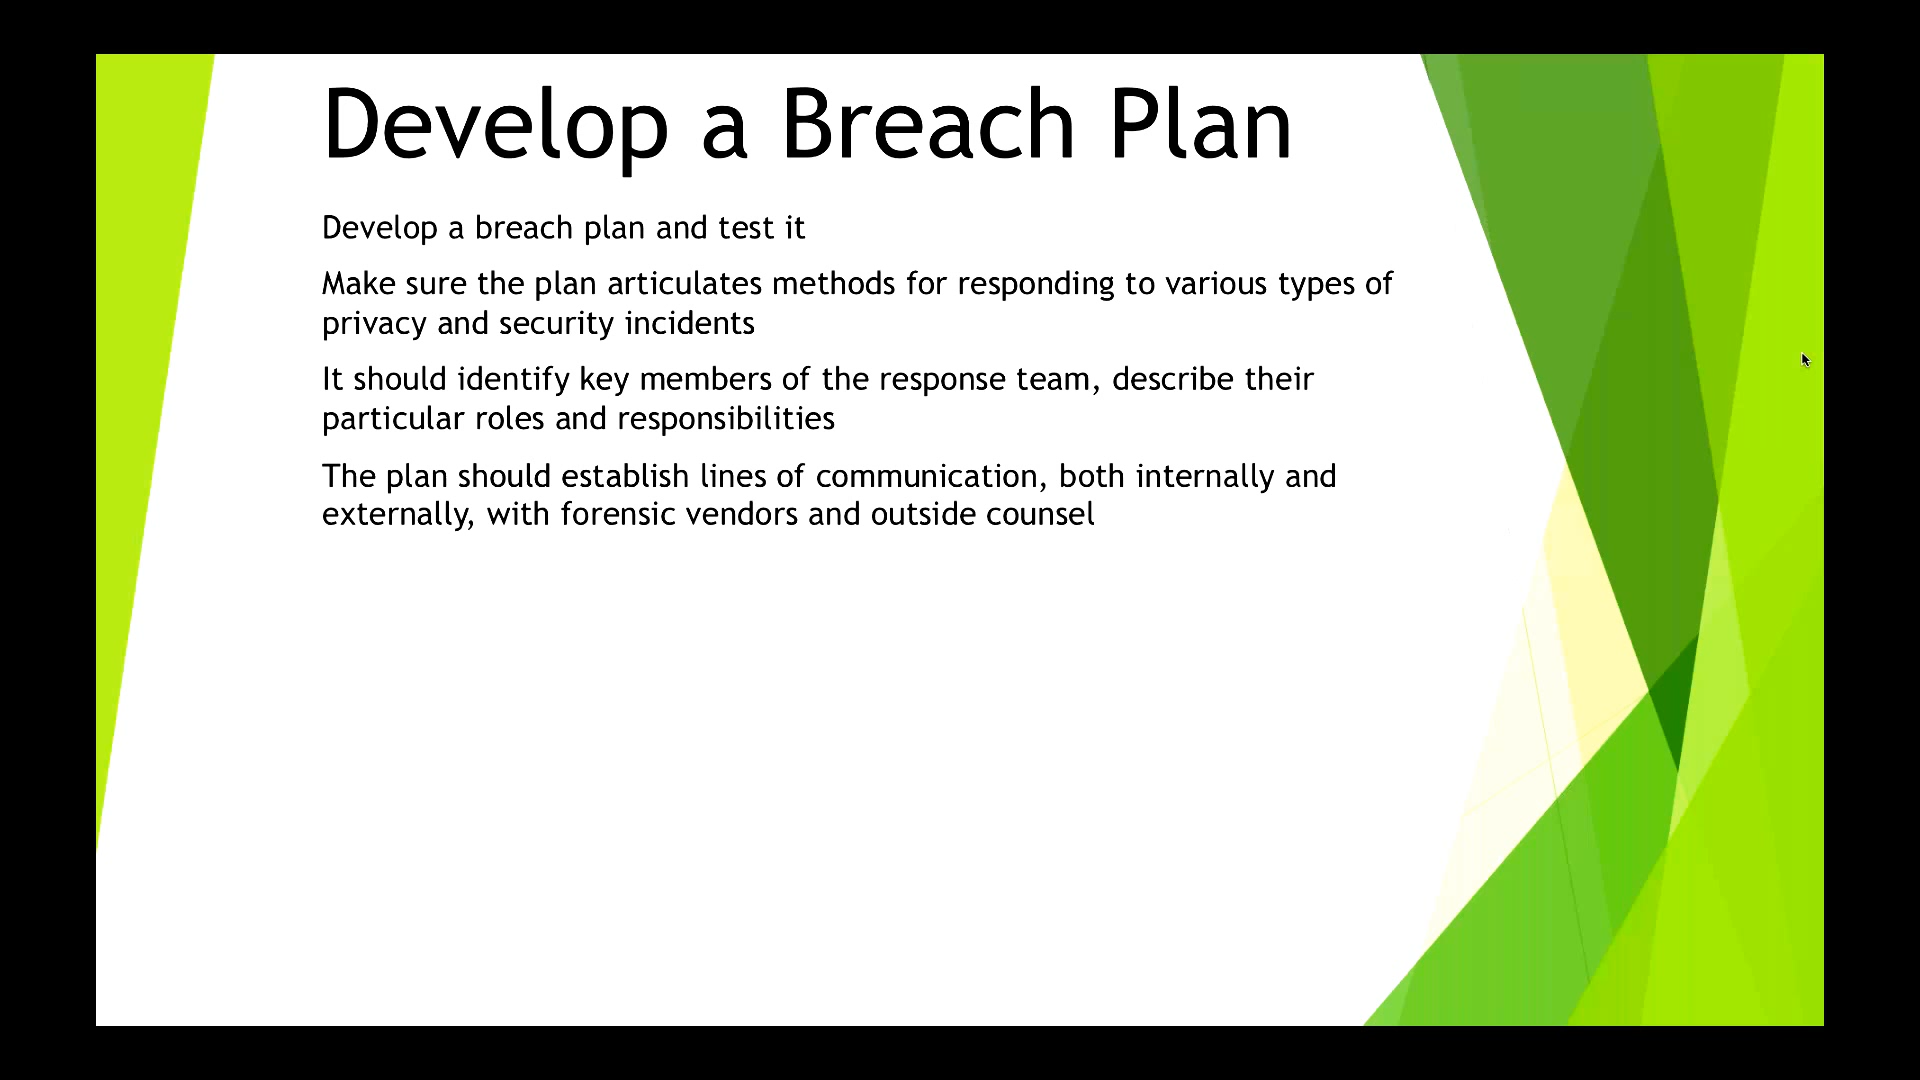 Develop a Breach Plan
Develop a breach plan and test it
Make sure the plan articulates methods for responding to various types of
privacy and security incidents
It should identify key members of the response team, describe their
particular roles and responsibilities
The plan should establish lines of communication, both internally and
externally, with forensic vendors and outside counsel